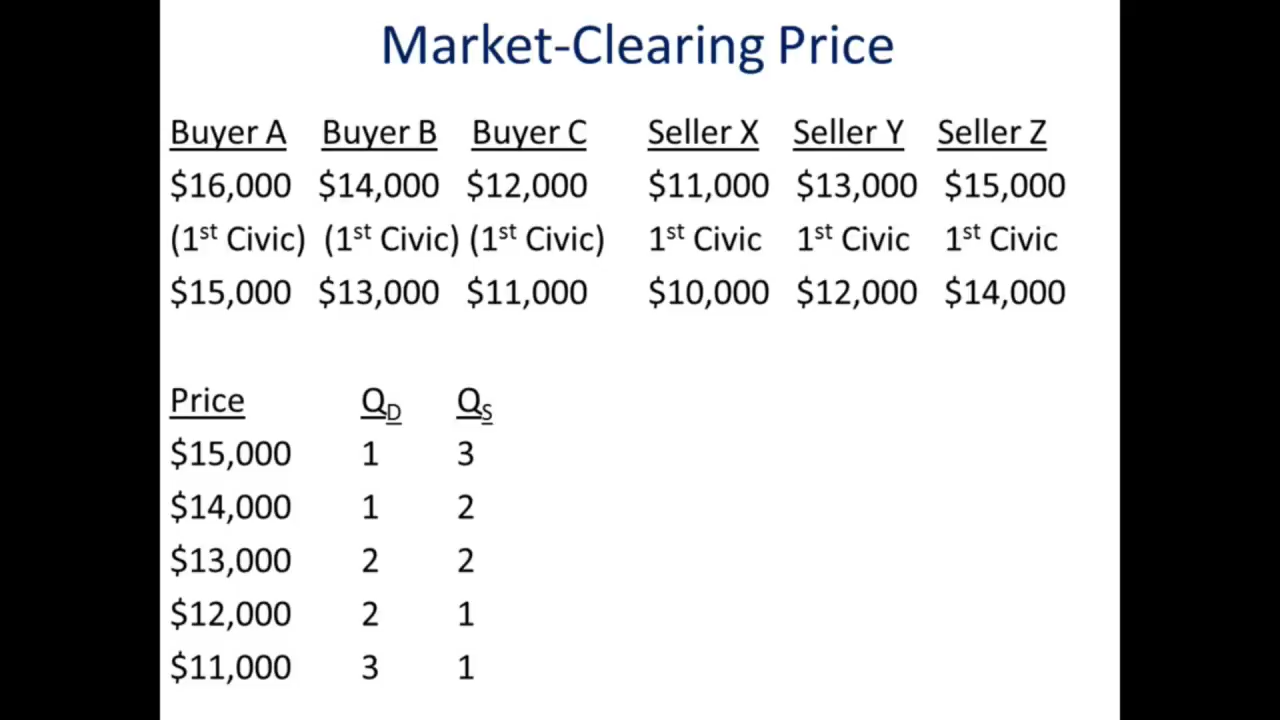 Market-Clearing Price
Buyer A Buyer B Buyer C Seller X Seller Y Seller Z
$16,000 $14,000 $12,000 $11,000 $13,000 $15,000
(1st Civic) (1st Civic) (1st Civic) 1st Civic 1st Civic 1st Civic
$15,000 $13,000 $11,000 $10,000 $12,000 $14,000
Price QD QS
$15,000 1 3
$14,000 1 2
$13,000 2 2
$12,000 2 1
$11,000 3 1